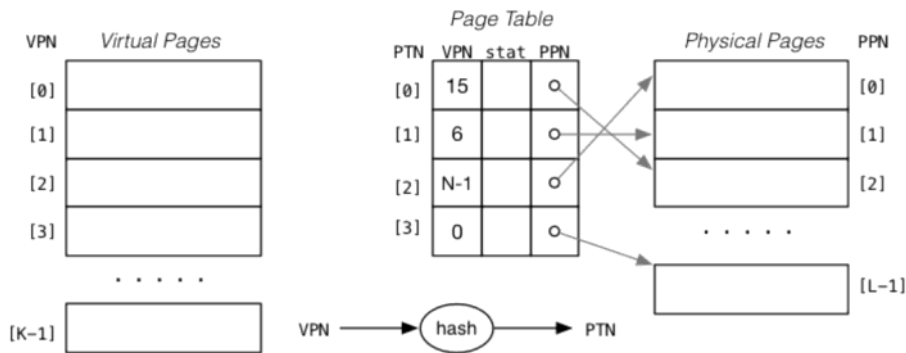 Page Table
VPN Virtual Pages PTN VPN stat PPN Physical Pages PPN
[0] [0] 15 [0]
[1] [1] 6 [1]
[2] [2] N-1 [2]
[3] [3] 0 . . . . .
. . . . . [L-1]
[K-1] VPN hash PTN